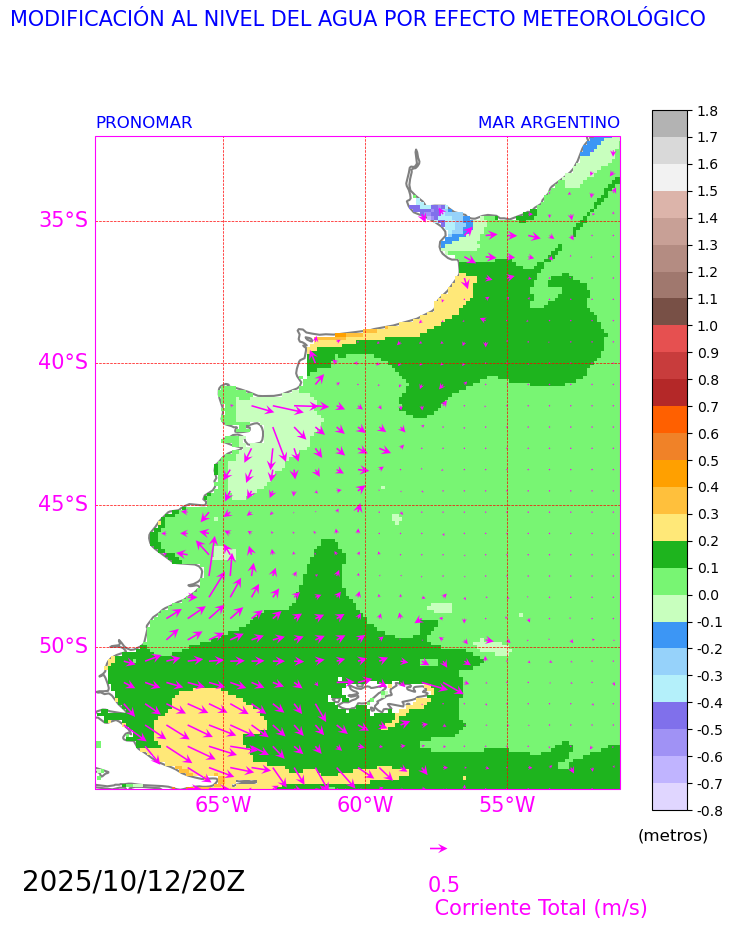 MODIFICACIÓN AL NIVEL DEL AGUA POR EFECTO METEOROLÓGICO
PRONOMAR MAR ARGENTINO
35°S
40°S
45°S
50°S
65°W 60°W 55°W
1.8
1.7
1.6
1.5
1.4
1.3
1.2
1.1
1.0
0.9
0.8
0.7
0.6
0.5
0.4
0.3
0.2
0.1
0.0
-0.1
-0.2
-0.3
-0.4
-0.5
-0.6
-0.7
-0.8
(metros)
2025/10/12/20Z
0.5
Corriente Total (m/s)